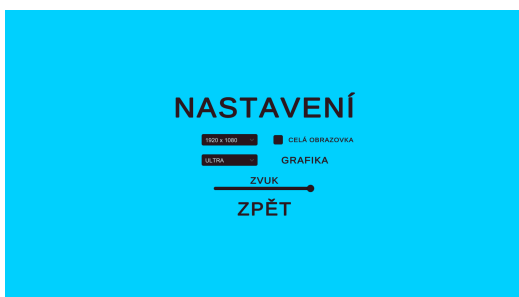 NASTAVENÍ
1920 x 1080 CELÁ OBRAZOVKA
ULTRA GRAFIKA
ZVUK
ZPĚT